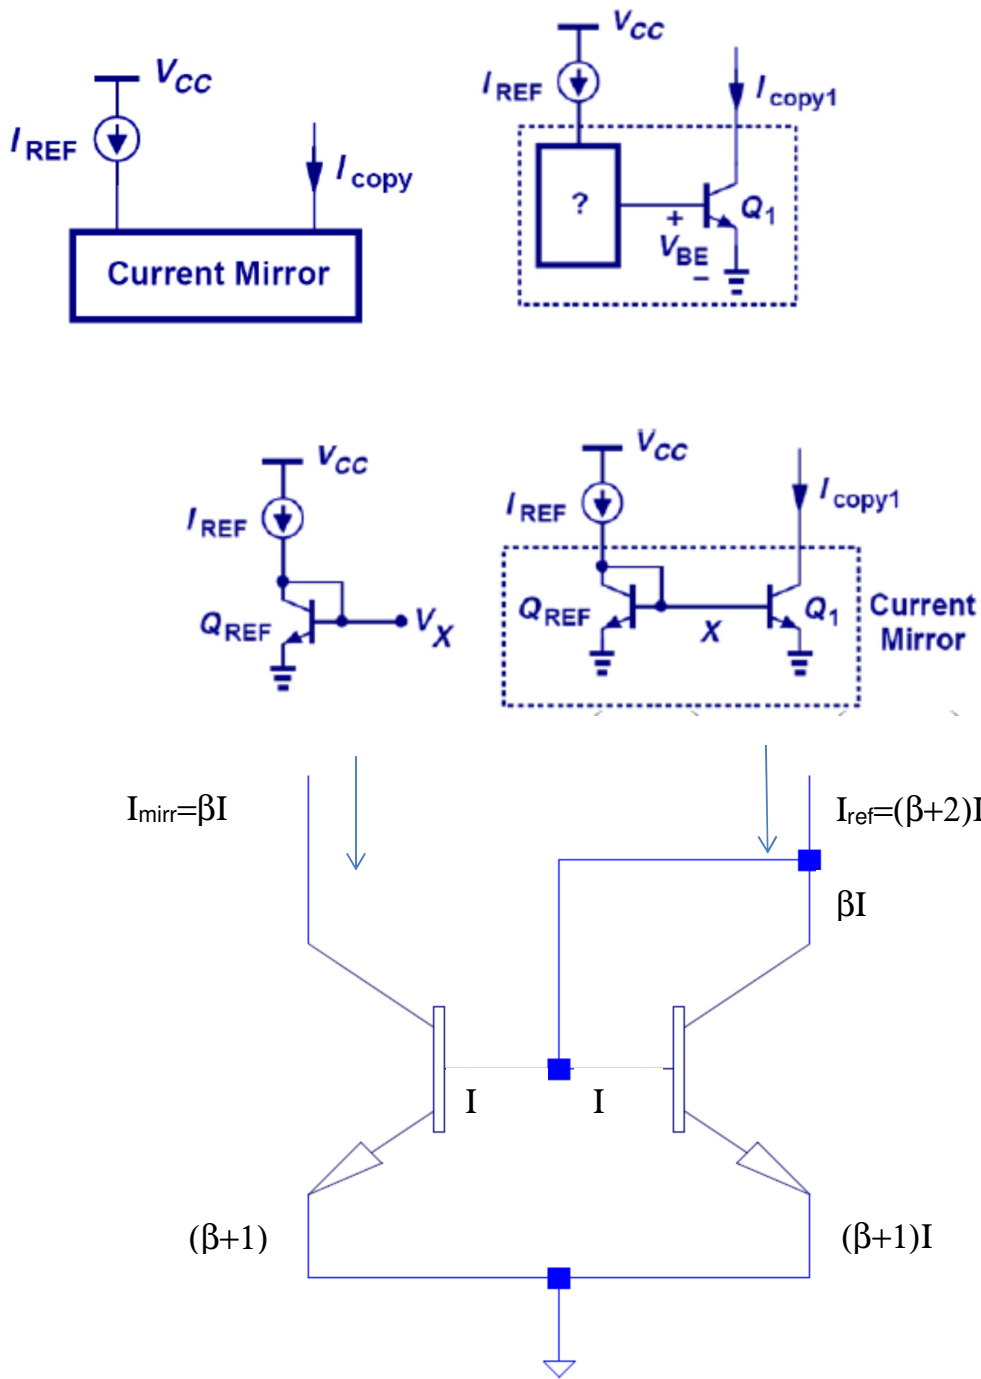 VCC
IREF
Icopy
Current Mirror
VCC
IREF
Icopy1
?
+
VBE
−
Q1
VCC
IREF
QREF
VX
VCC
IREF
Icopy1
QREF
X
Q1
Current
Mirror
Imirr=βI
Iref=(β+2)I
βI
I
I
(β+1)
(β+1)I